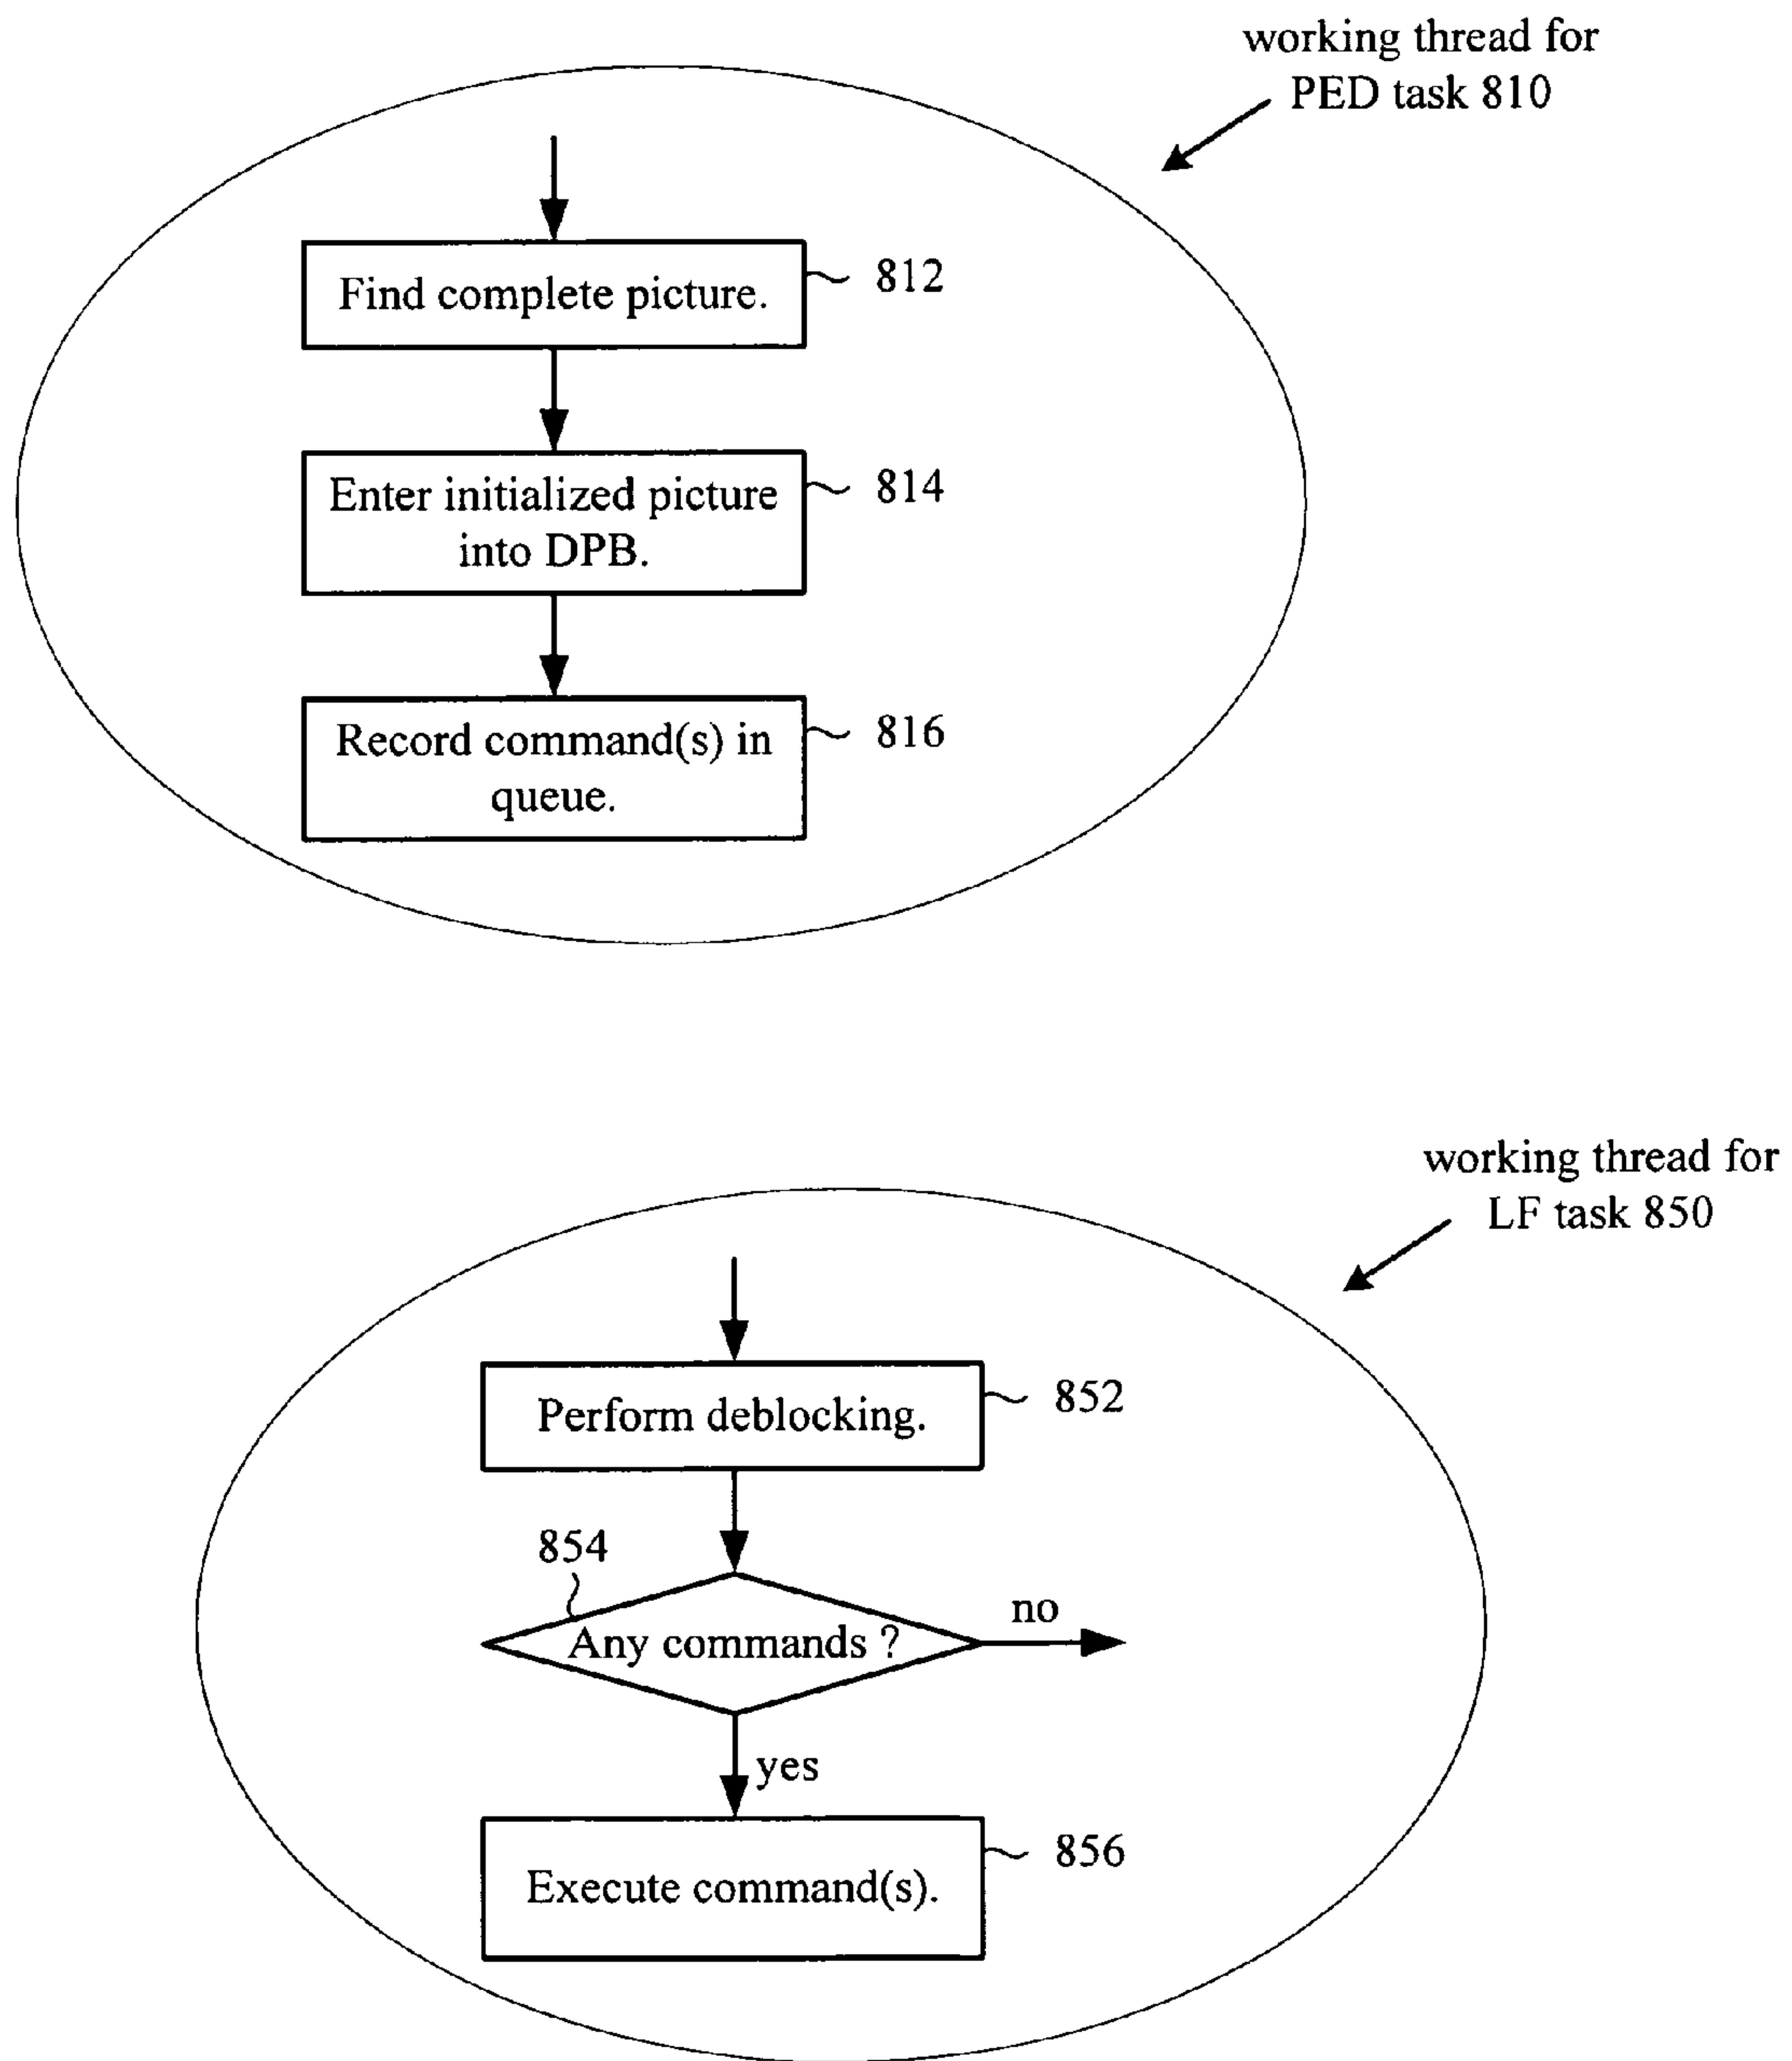 working thread for
PED task 810
Find complete picture.
812
Enter initialized picture
into DPB.
814
Record command(s) in
queue.
816
working thread for
LF task 850
Perform deblocking.
852
854
Any commands ?
no
yes
Execute command(s).
856